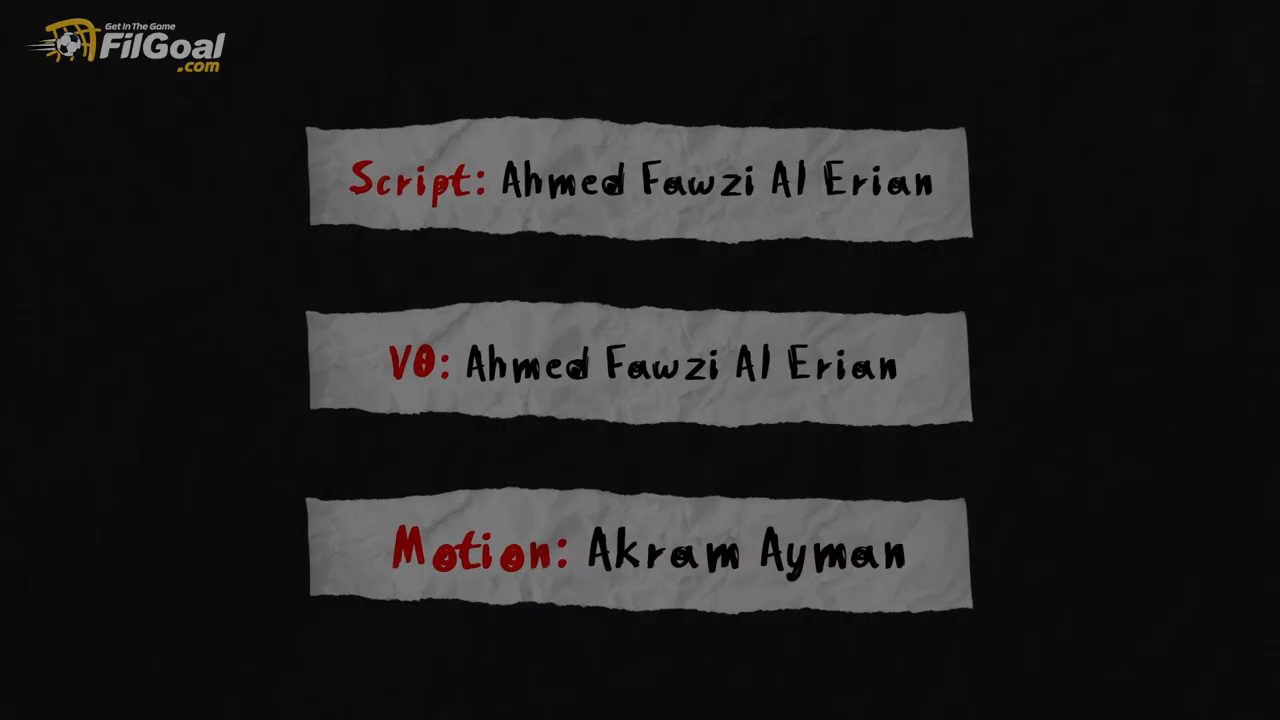 Get In The Game
FilGoal
.com
Script: Ahmed Fawzi Al Erian
VO: Ahmed Fawzi Al Erian
Motion: Akram Ayman